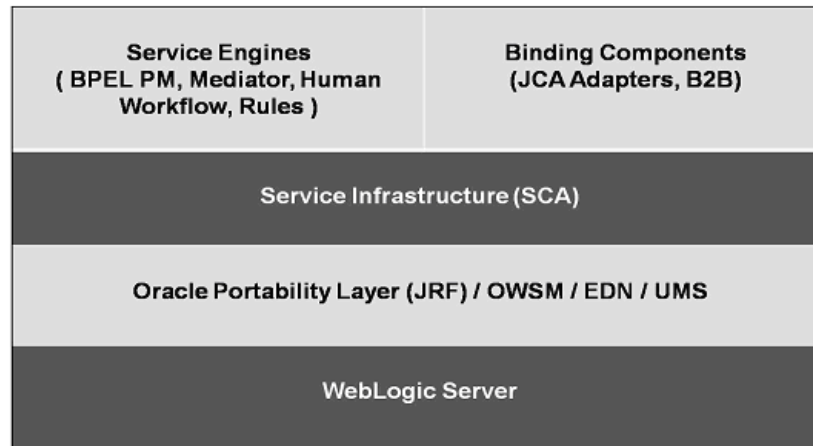 Service Engines
( BPEL PM, Mediator, Human
Workflow, Rules )
Binding Components
(JCA Adapters, B2B)
Service Infrastructure (SCA)
Oracle Portability Layer (JRF) / OWSM / EDN / UMS
WebLogic Server